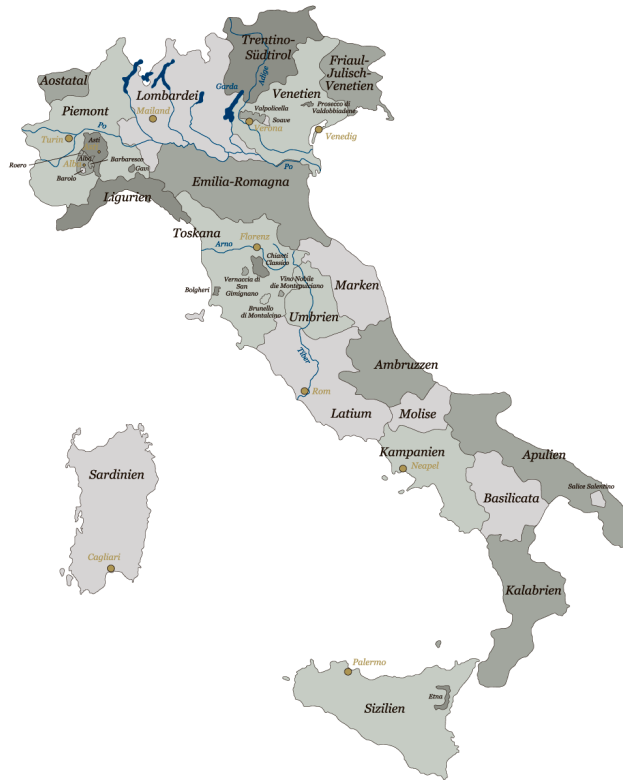 Trentino-
Südtirol
Adige
Friaul-
Julisch-
Venetien
Aostatal
Garda
Lombardei
Venetien
Mailand
Piemont
Valpolicella
Prosecco di
Valdobbiadene
Soave
Verona
Venedig
Po
Turin
Asti
Alba
Roero
Barbaresco
Barolo
Gavi
Po
Emilia-Romagna
Ligurien
Toskana
Florenz
Arno
Chianti
Classico
Vernaccia di
San
Gimignano
Vino Nobile
die Montepulciano
Bolgheri
Brunello
di Montalcino
Marken
Umbrien
Tiber
Ambruzzen
Rom
Latium
Molise
Kampanien
Neapel
Apulien
Salice Salentino
Basilicata
Sardinien
Cagliari
Kalabrien
Palermo
Etna
Sizilien